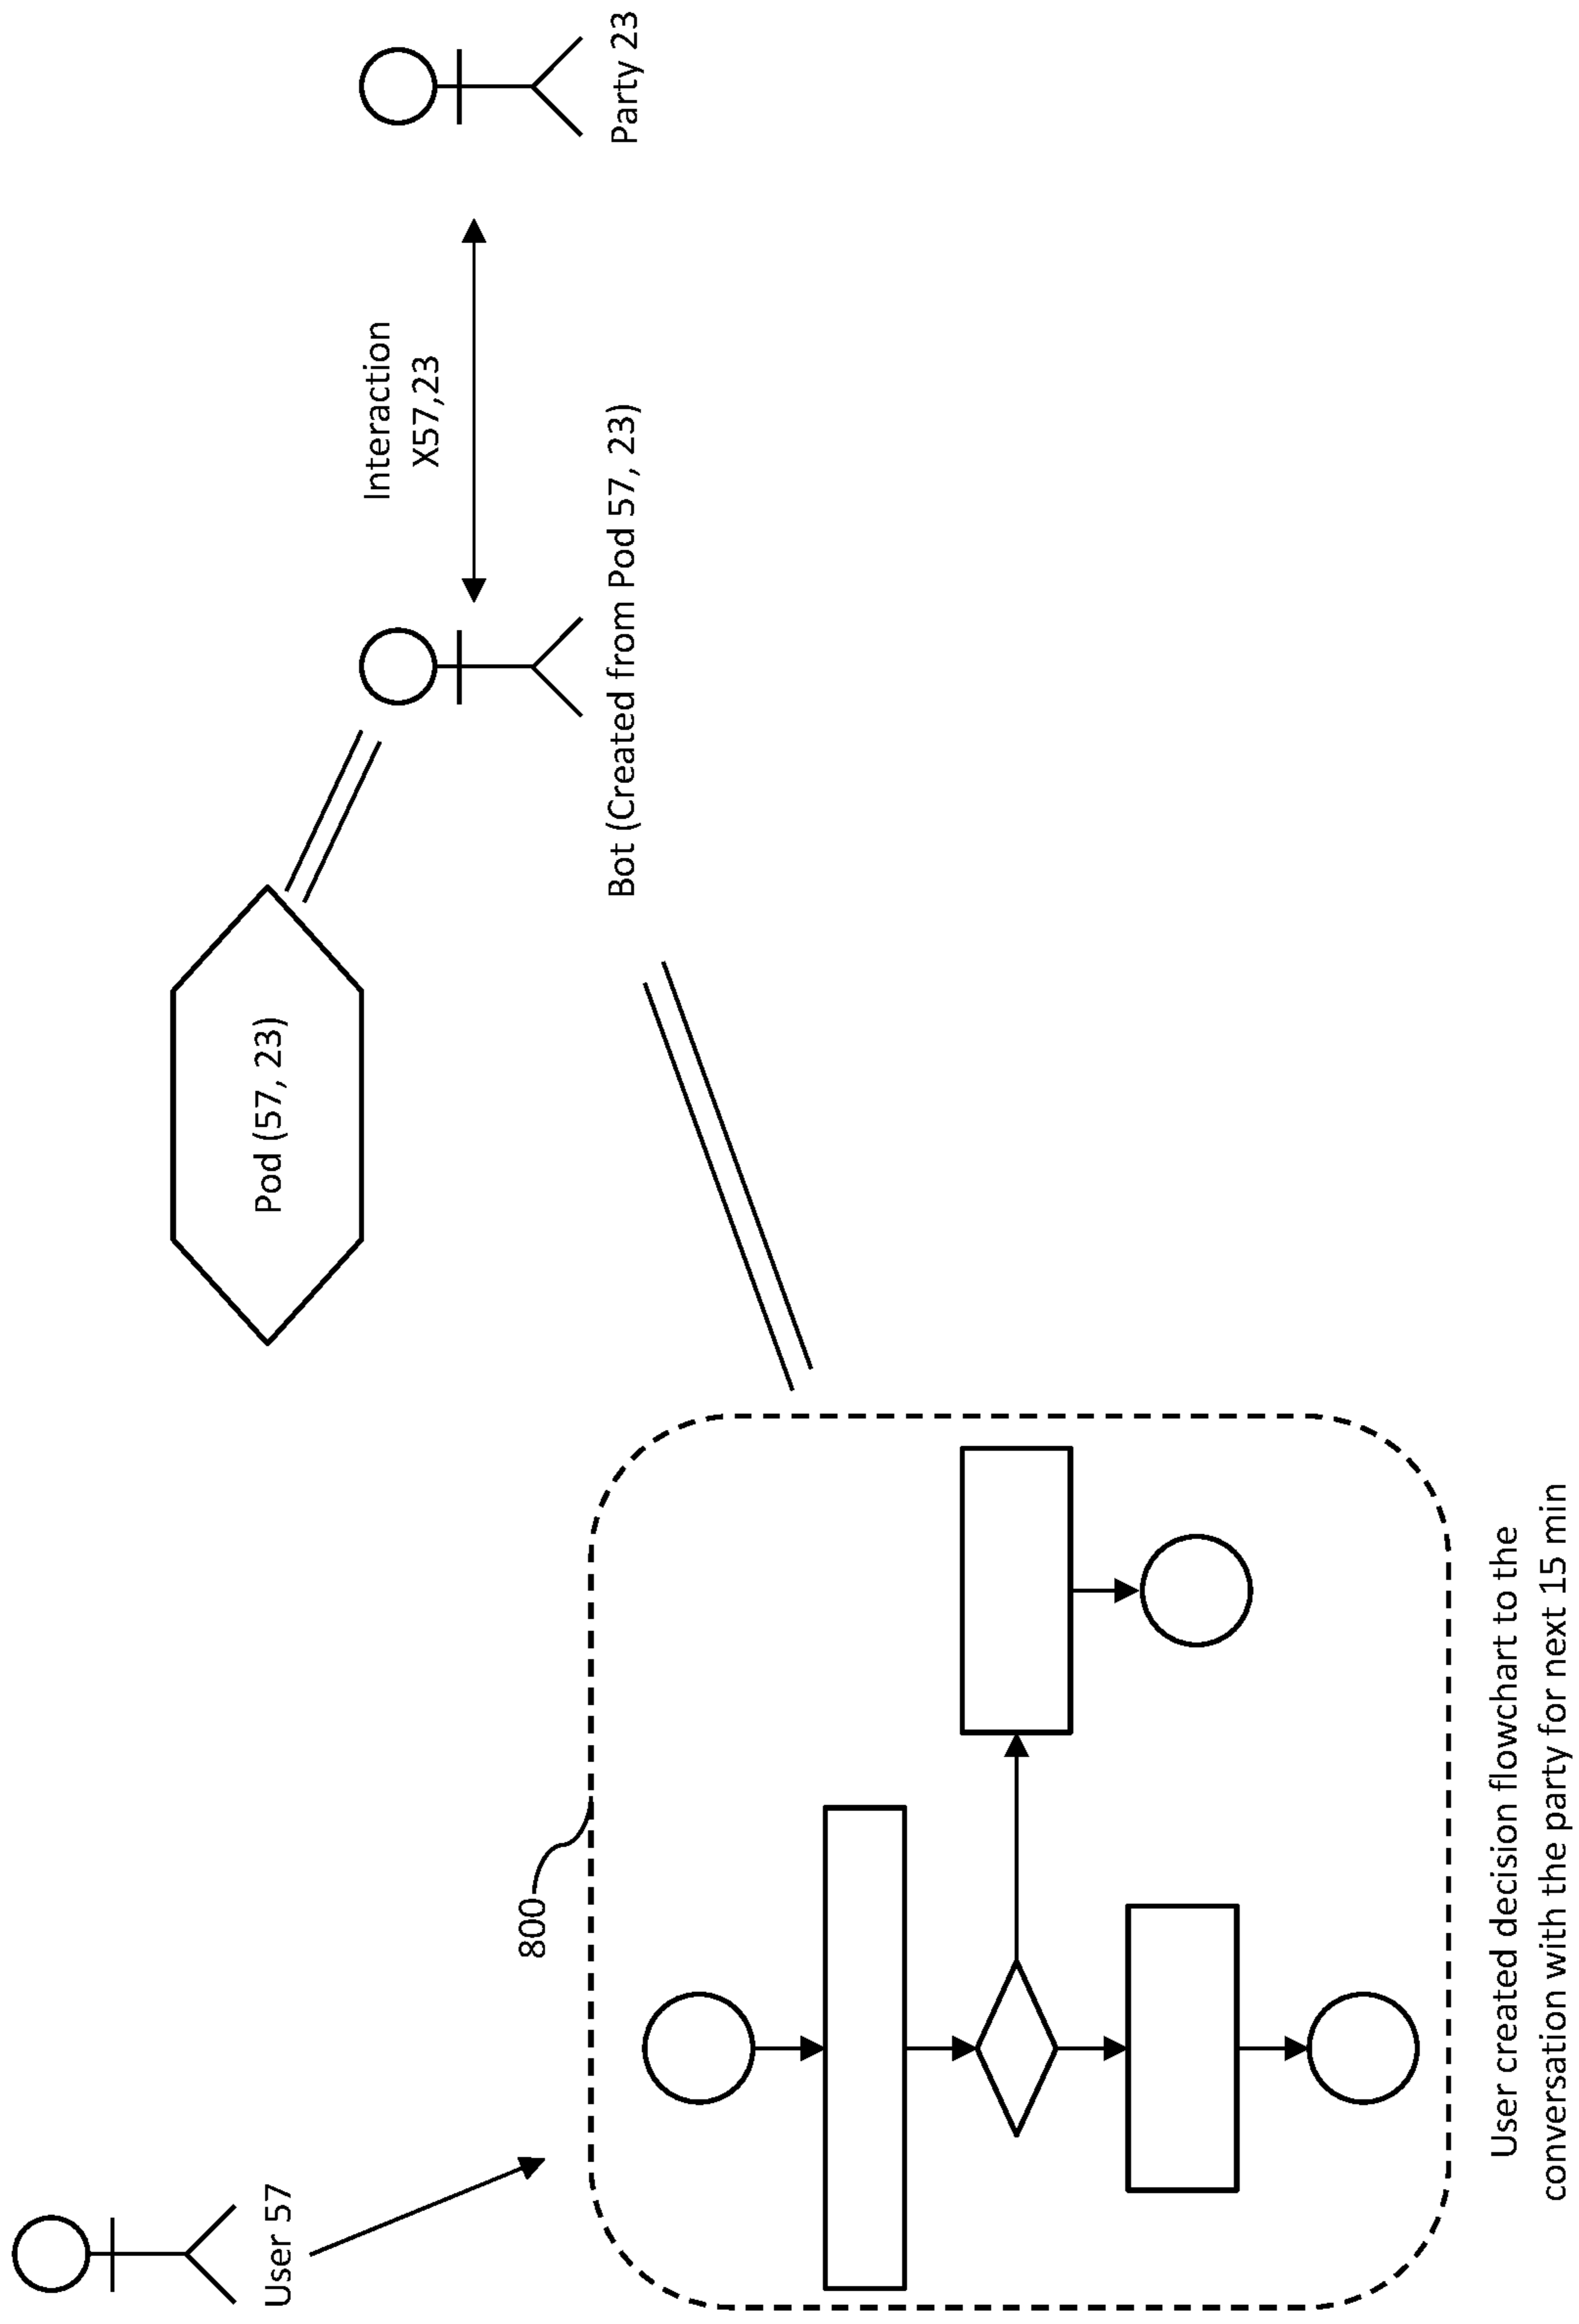 User 57
800
User created decision flowchart to the
conversation with the party for next 15 min
Pod (57, 23)
Bot (Created from Pod 57, 23)
Interaction
X57,23
Party 23